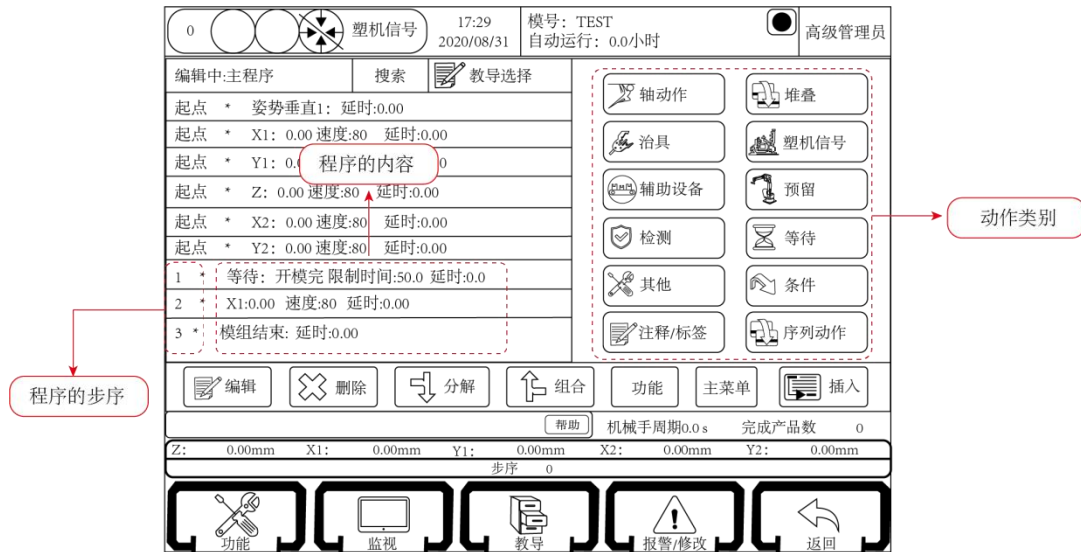 0 塑机信号 17:29 2020/08/31 模号：TEST 自动运行：0.0小时 高级管理员
编辑中:主程序 搜索 教导选择
起点 * 姿势垂直1：延时:0.00
起点 * X1：0.00 速度:80 延时:0.00
起点 * Y1：0.0 0
程序的内容
起点 * Z：0.00 速度:80 延时:0.00
起点 * X2：0.00 速度:80 延时:0.00
起点 * Y2：0.00 速度:80 延时:0.00
1 * 等待：开模完 限制时间:50.0 延时:0.0
2 * X1:0.00 速度:80 延时:0.00
3 * 模组结束: 延时:0.00
轴动作 堆叠
治具 塑机信号
辅助设备 预留
检测 等待
其他 条件
注释/标签 序列动作
动作类别
程序的步序
编辑 删除 分解 组合 功能 主菜单 插入
帮助 机械手周期0.0 s 完成产品数 0
Z: 0.00mm X1: 0.00mm Y1: 0.00mm X2: 0.00mm Y2: 0.00mm
步序 0
功能 监视 教导 报警/修改 返回